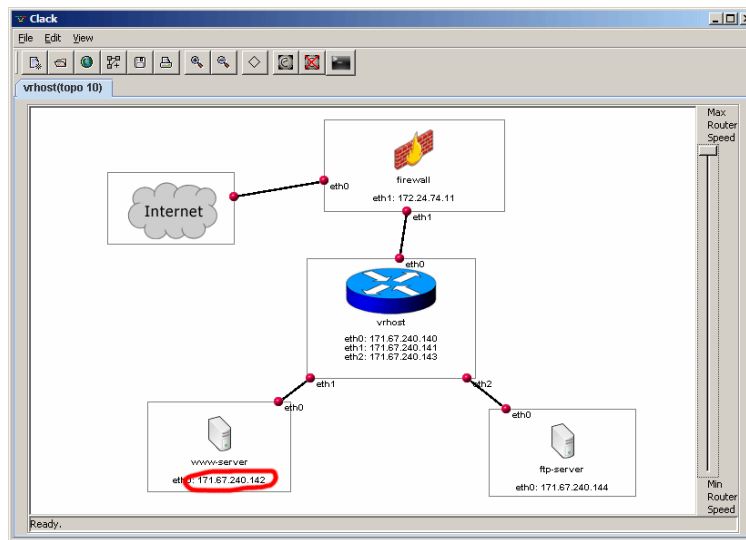 Clack
File Edit View
vrhost(topo 10)
Max
Router
Speed
firewall
eth0
eth1: 172.24.74.11
Internet
eth1
eth0
vrhost
eth0: 171.67.240.140
eth1: 171.67.240.141
eth2: 171.67.240.143
eth1
eth2
eth0
eth0
www-server
eth0: 171.67.240.142
ftp-server
eth0: 171.67.240.144
Min
Router
Speed
Ready.